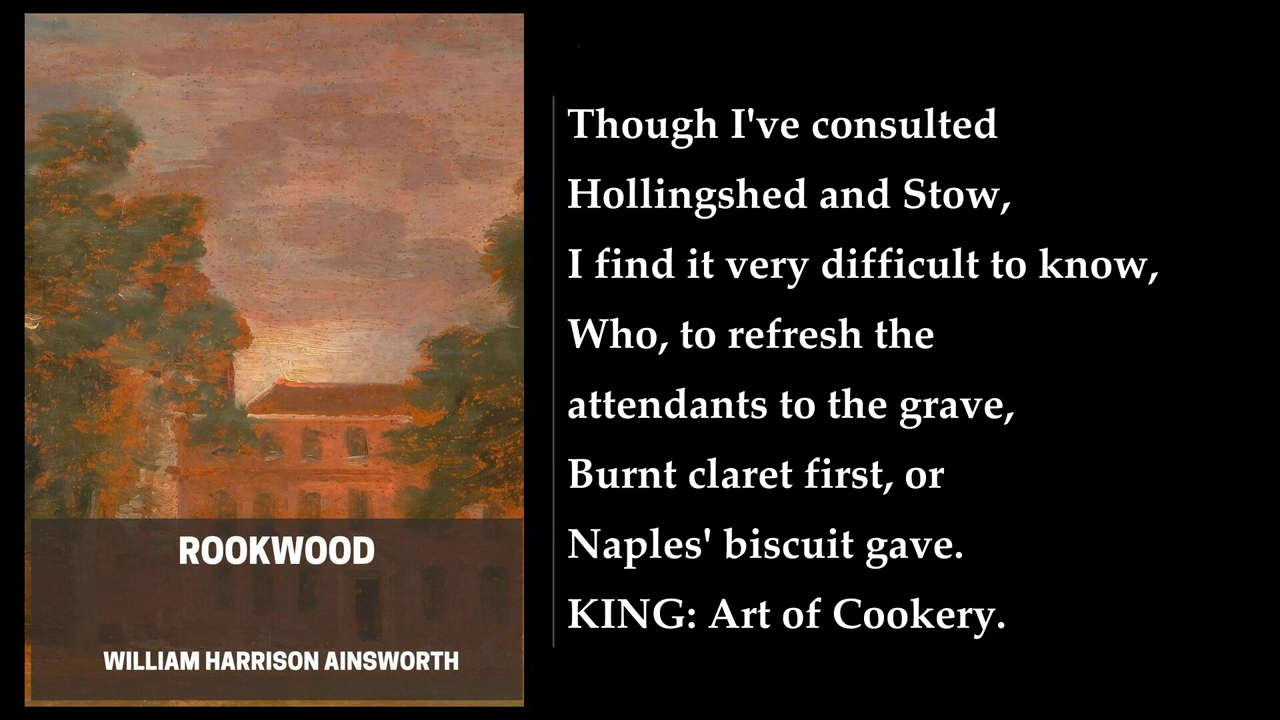 ROOKWOOD
WILLIAM HARRISON AINSWORTH
Though I've consulted
Hollingshed and Stow,
I find it very difficult to know,
Who, to refresh the
attendants to the grave,
Burnt claret first, or
Naples' biscuit gave.
KING: Art of Cookery.